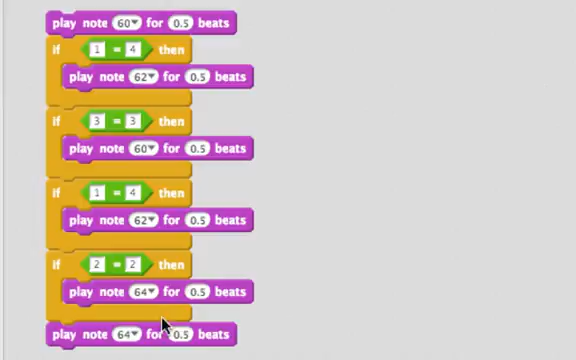 play note 60▾ for 0.5 beats
if 1 = 4 then
play note 62▾ for 0.5 beats
if 3 = 3 then
play note 60▾ for 0.5 beats
if 1 = 4 then
play note 62▾ for 0.5 beats
if 2 = 2 then
play note 64▾ for 0.5 beats
play note 64▾ for 0.5 beats